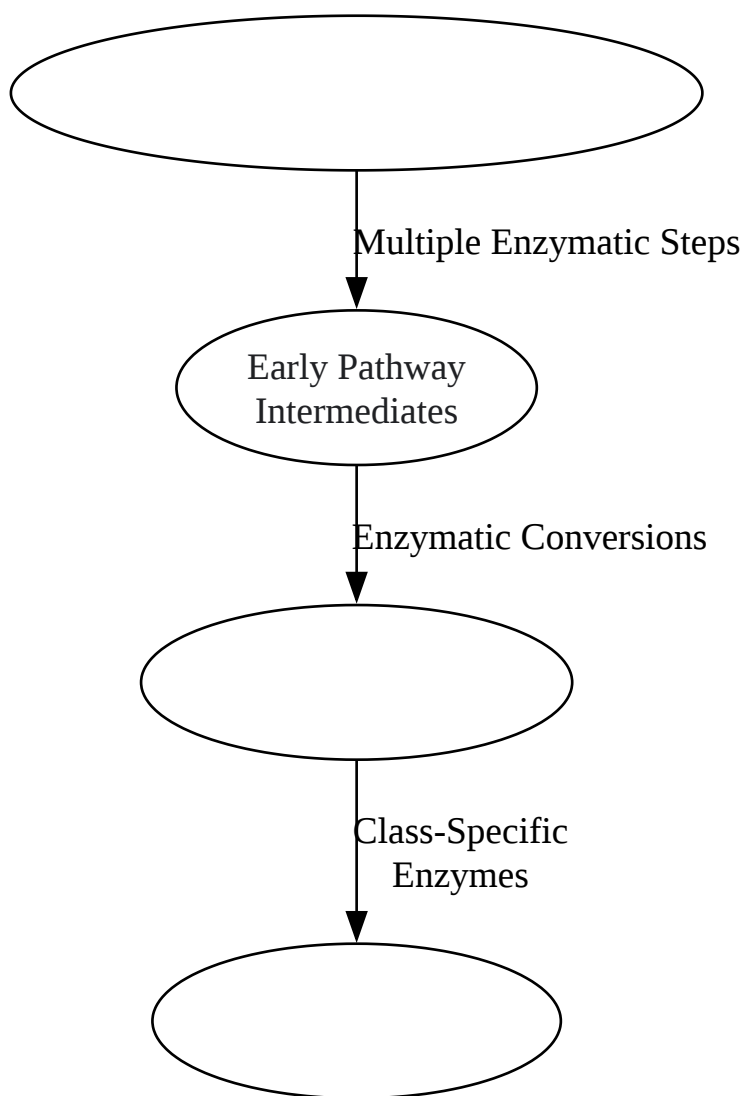 Multiple Enzymatic Steps
Early Pathway
Intermediates
Enzymatic Conversions
Class-Specific
Enzymes